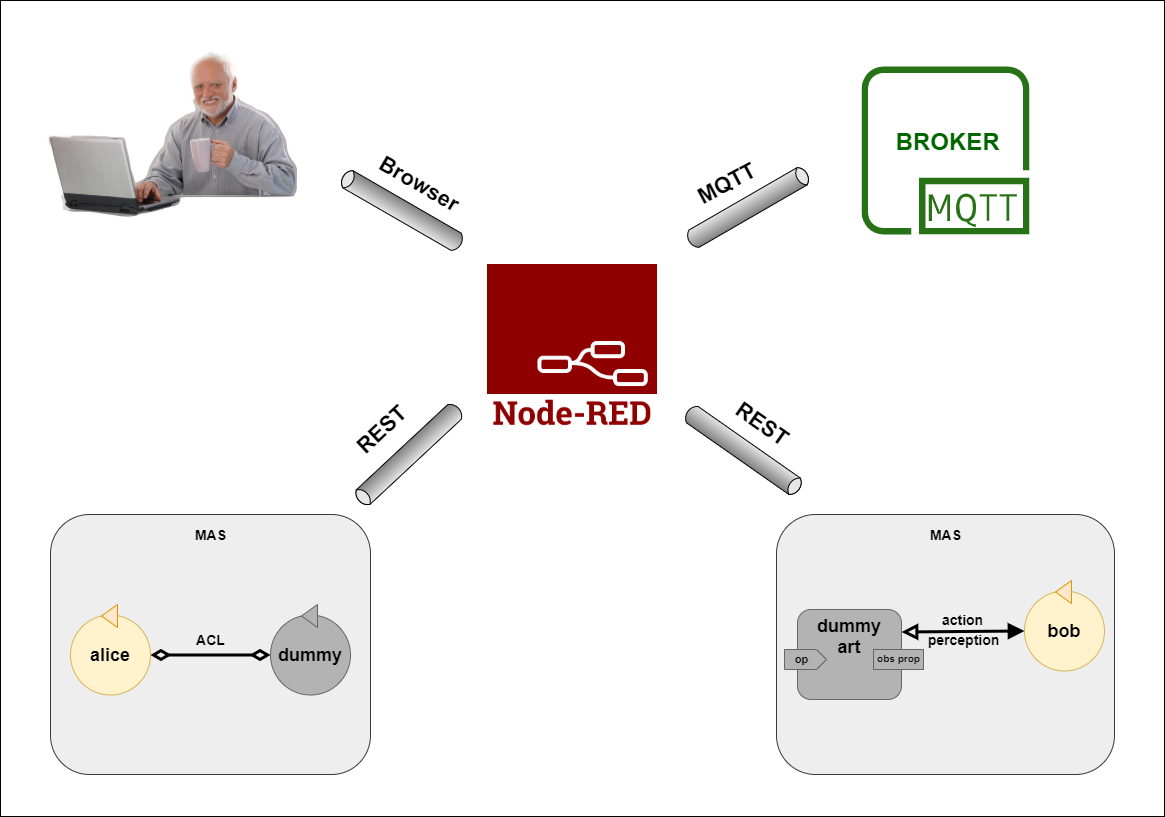 Browser
MQTT
BROKER
MQTT
Node-RED
REST
REST
MAS
alice
ACL
dummy
MAS
dummy
art
op
obs prop
action
perception
bob